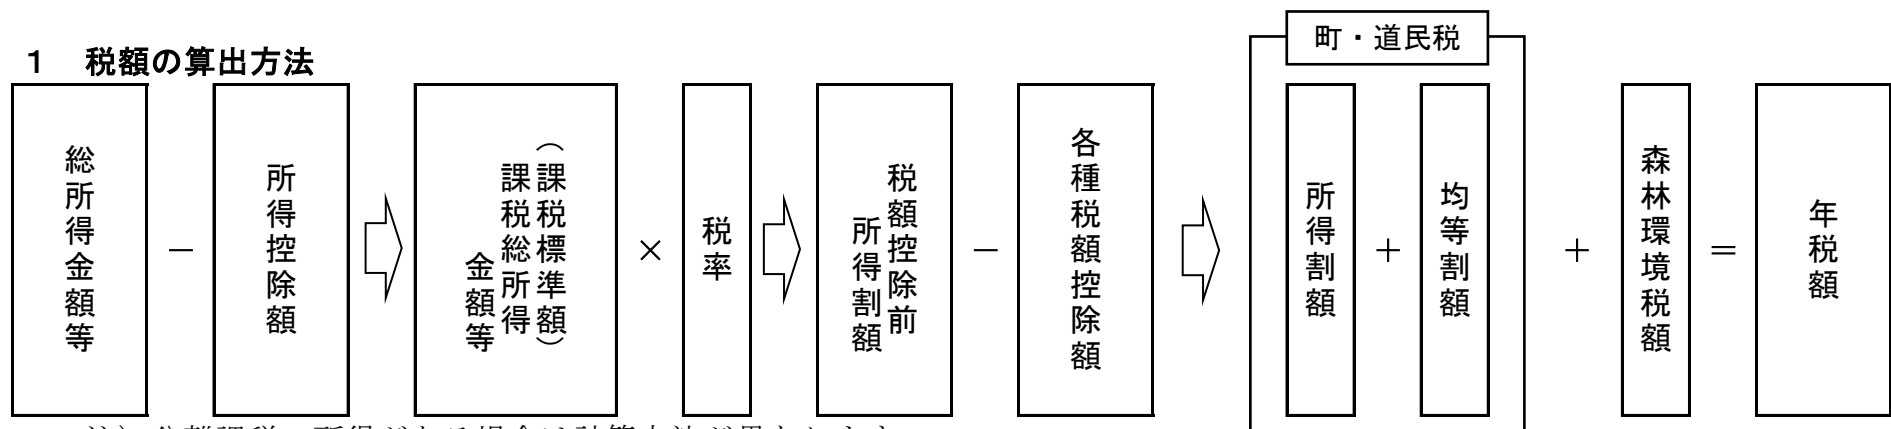 １　税額の算出方法
町・道民税
総所得金額等
－
所得控除額
（課税標準額）
課税総所得
金額等
×
税率
税額控除前
所得割額
－
各種税額控除額
所得割額
＋
均等割額
＋
森林環境税額
＝
年税額